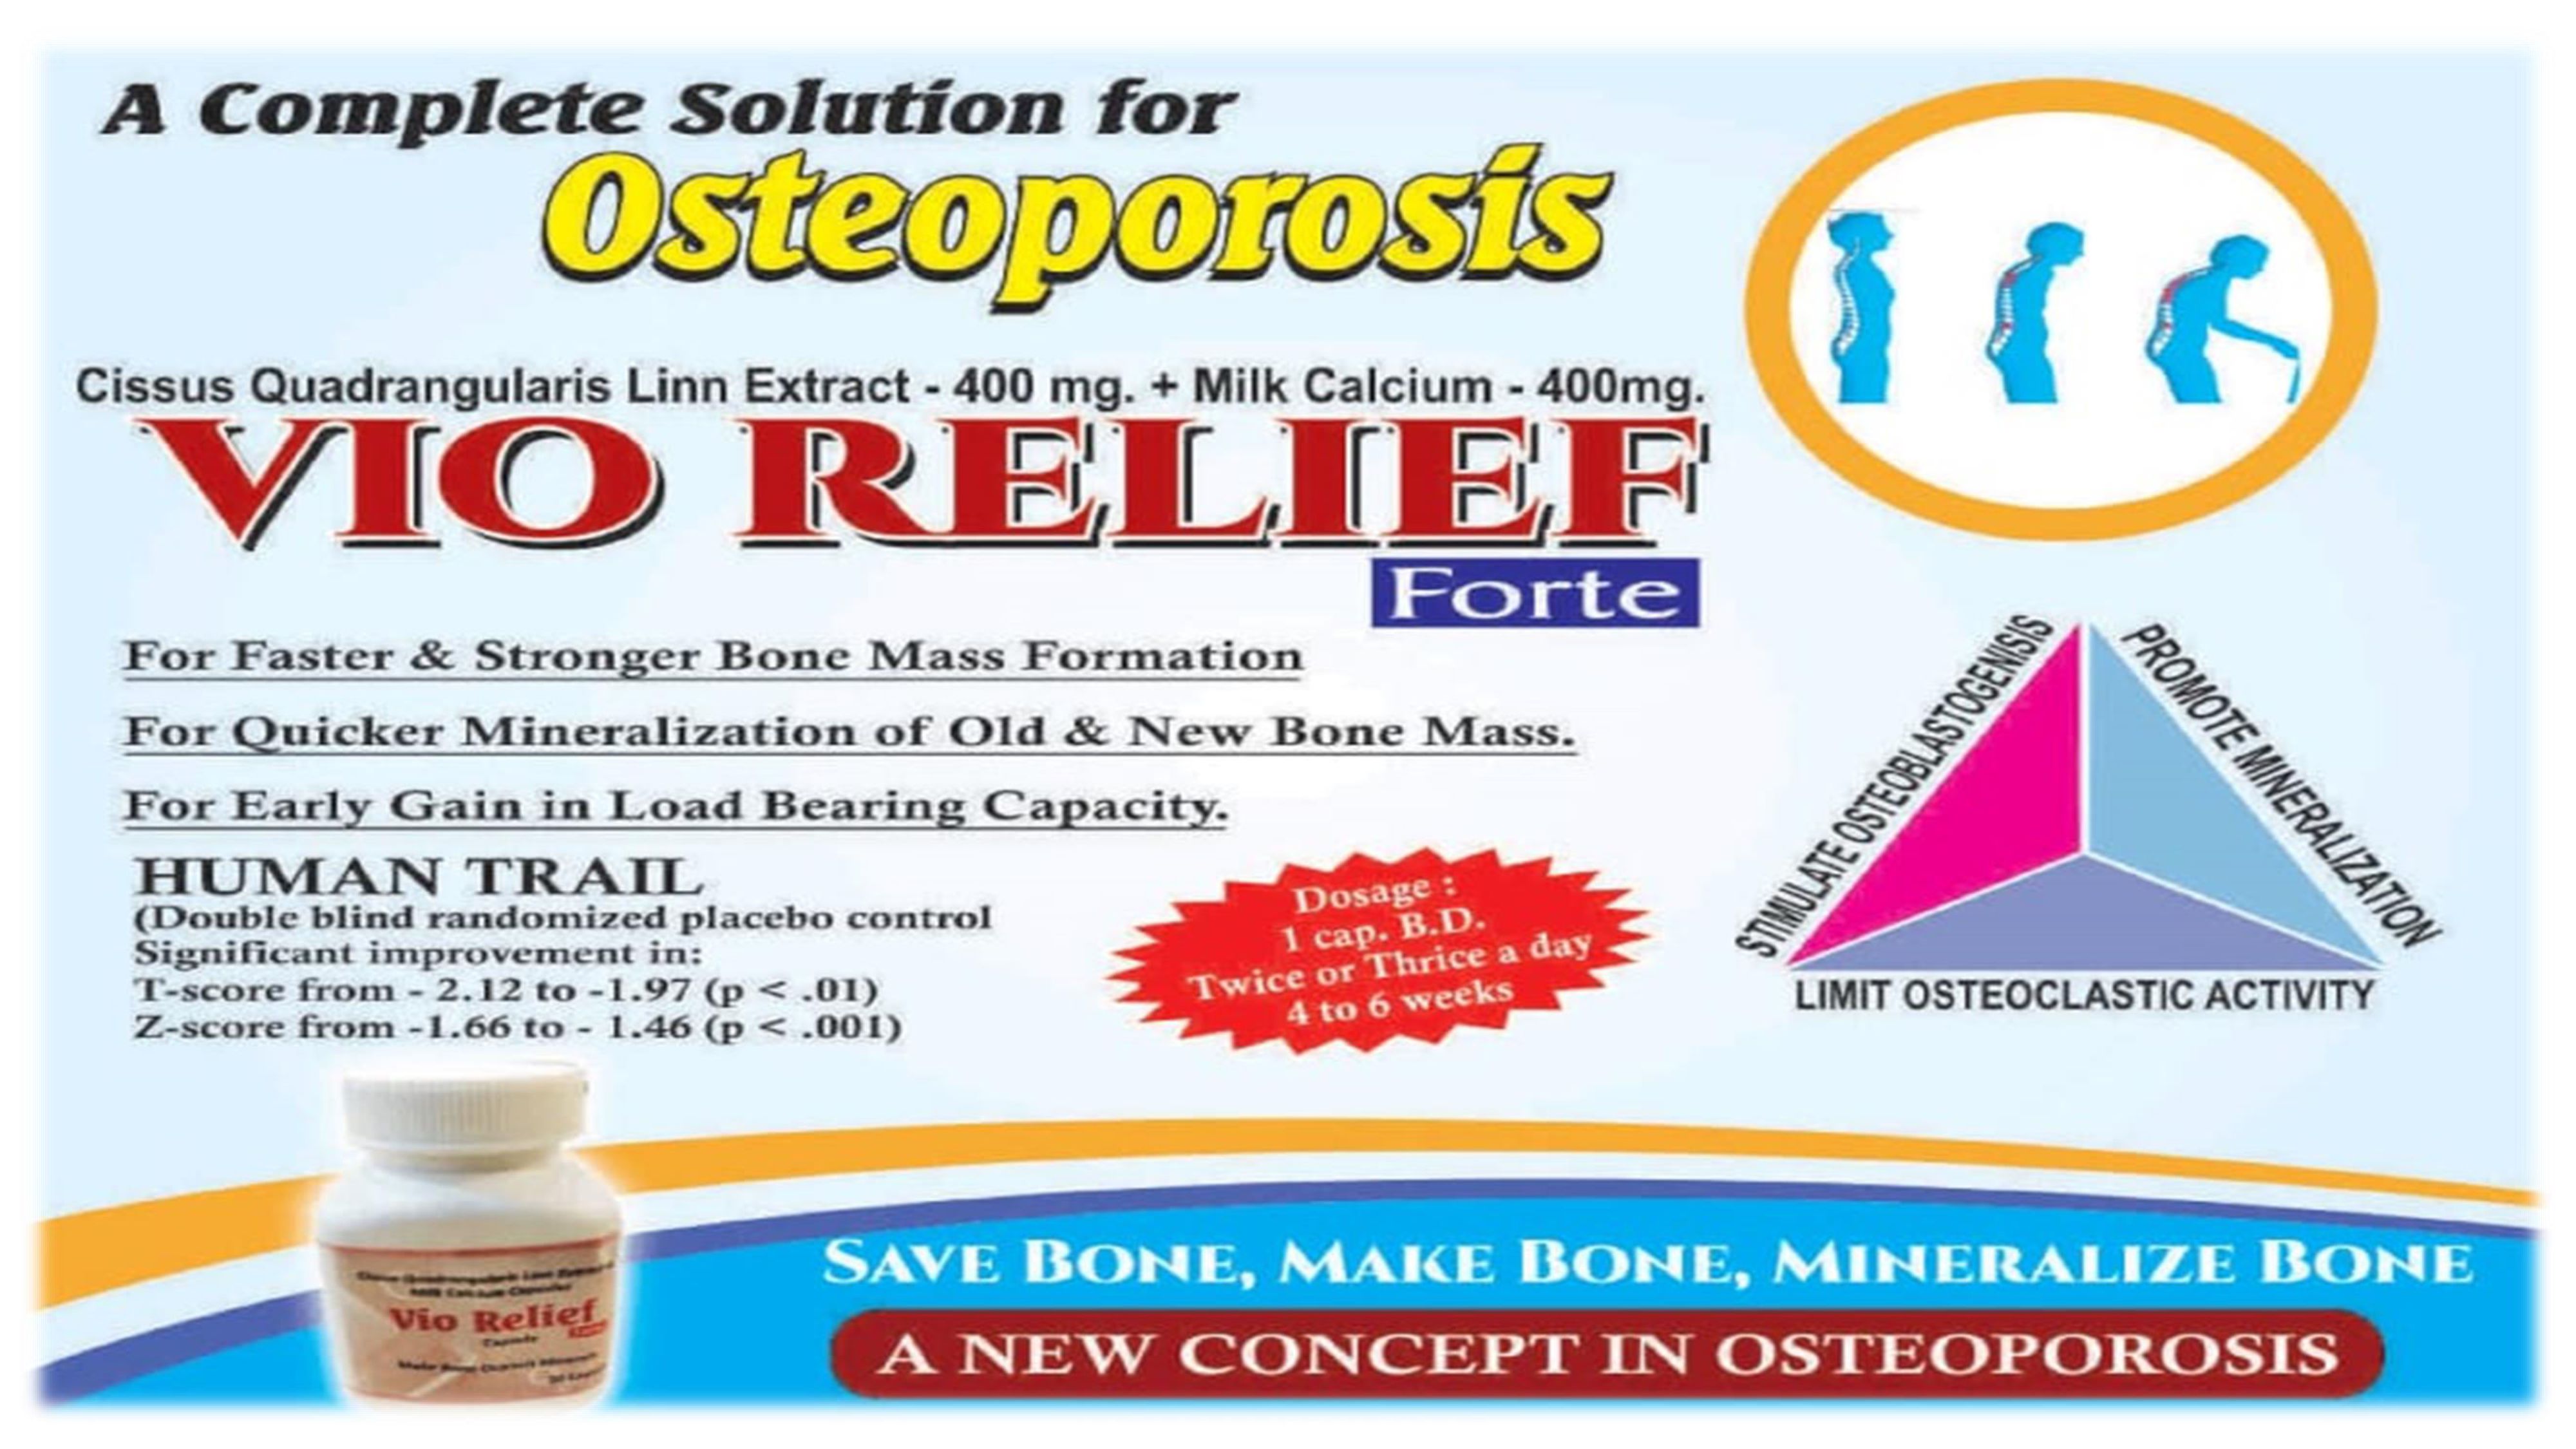 A Complete Solution for
Osteoporosis
Cissus Quadrangularis Linn Extract - 400 mg. + Milk Calcium - 400mg.
VIO RELIEF
Forte
For Faster & Stronger Bone Mass Formation
For Quicker Mineralization of Old & New Bone Mass.
For Early Gain in Load Bearing Capacity.
HUMAN TRAIL
(Double blind randomized placebo control
Significant improvement in:
T-score from - 2.12 to -1.97 (p < .01)
Z-score from -1.66 to - 1.46 (p < .001)
Dosage :
1 cap. B.D.
Twice or Thrice a day
4 to 6 weeks
STIMULATE OSTEOBLASTOGENISIS
PROMOTE MINERALIZATION
LIMIT OSTEOCLASTIC ACTIVITY
Vio Relief
SAVE BONE, MAKE BONE, MINERALIZE BONE
A NEW CONCEPT IN OSTEOPOROSIS